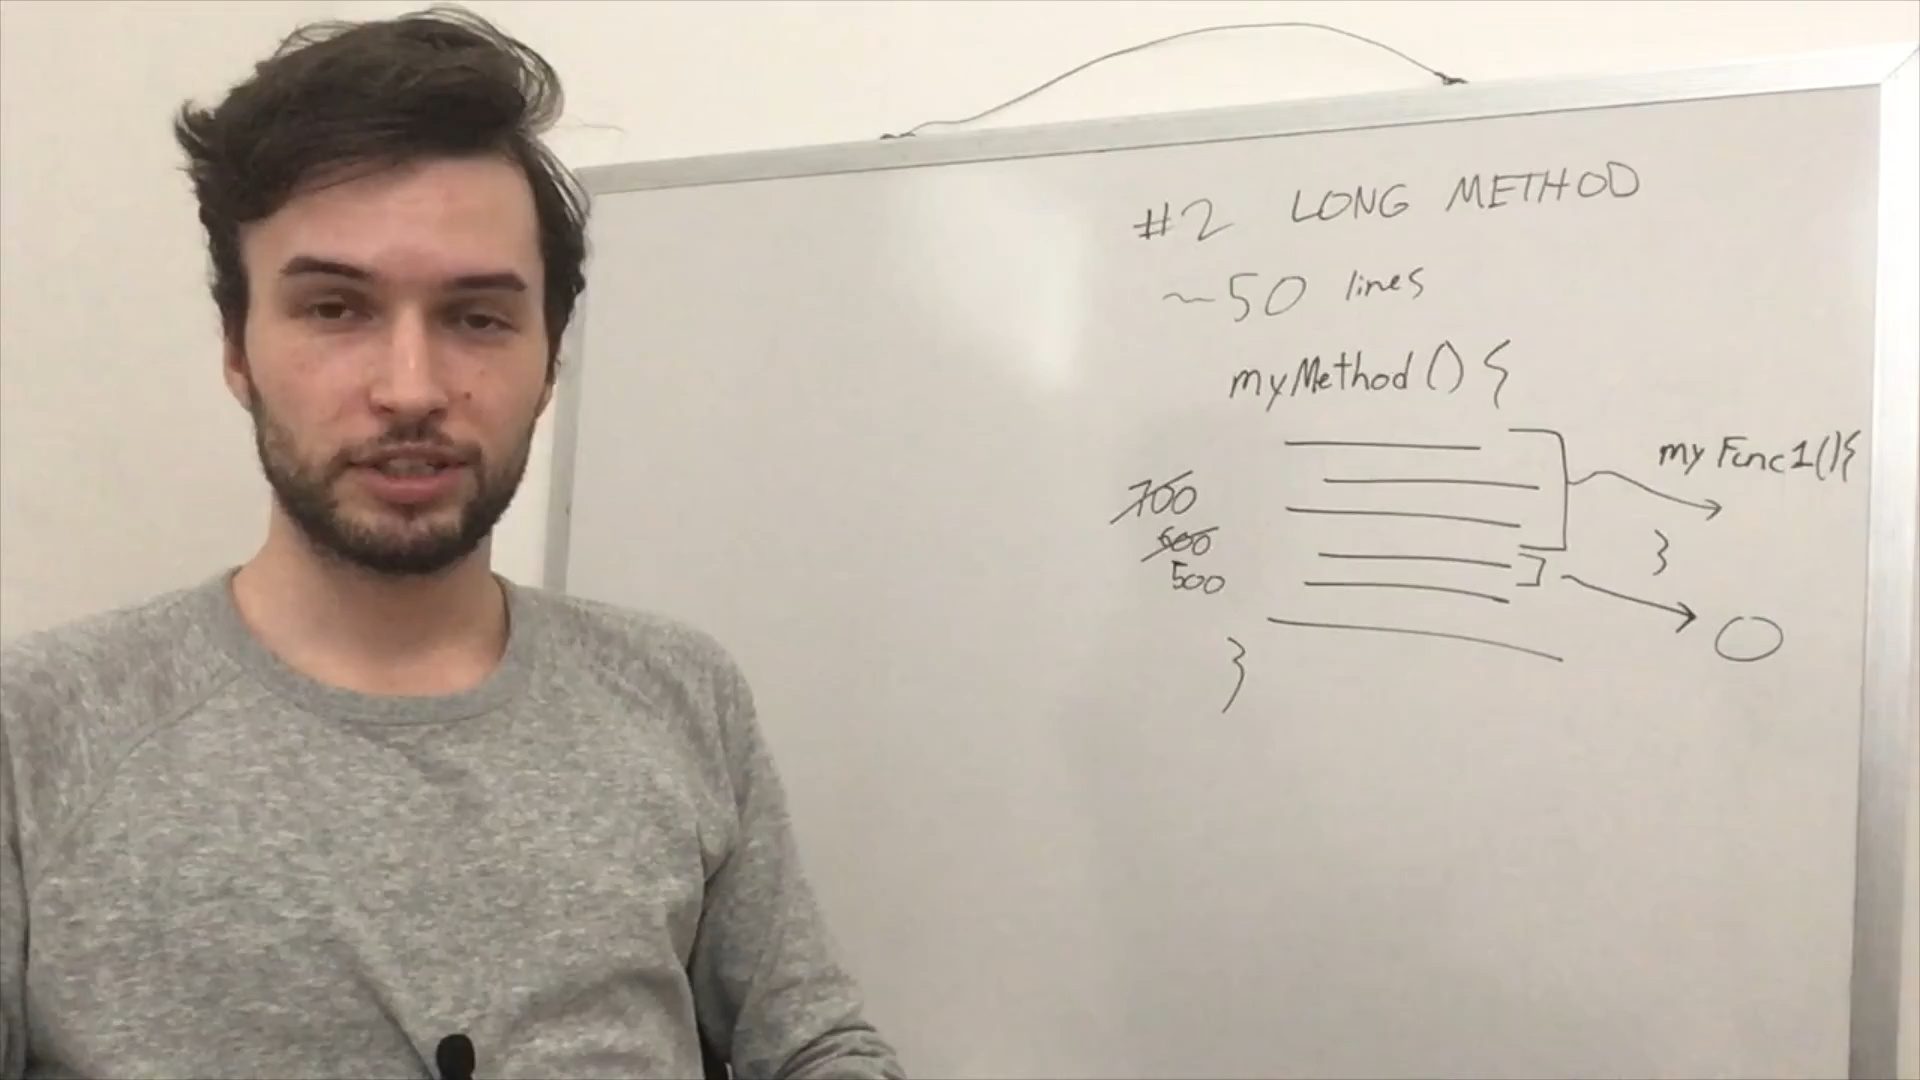 #2 LONG METHOD
~50 lines
myMethod() {
myFunc1(){
700
600
500
}
}